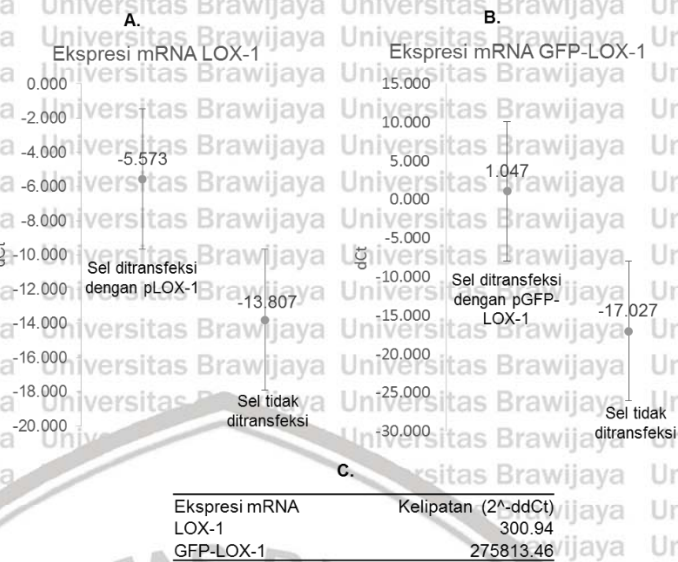 A.
Ekspresi mRNA LOX-1
0.000
-2.000
-4.000
-6.000
-8.000
-10.000
-12.000
-14.000
-16.000
-18.000
-20.000
dCt
-5.573
Sel ditransfeksi
dengan pLOX-1
-13.807
Sel tidak
ditransfeksi
B.
Ekspresi mRNA GFP-LOX-1
15.000
10.000
5.000
0.000
-5.000
-10.000
-15.000
-20.000
-25.000
-30.000
dCt
1.047
Sel ditransfeksi
dengan pGFP-
LOX-1
-17.027
Sel tidak
ditransfeksi
C.
Ekspresi mRNA Kelipatan (2^-ddCt)
LOX-1 300.94
GFP-LOX-1 275813.46
Universitas Brawijaya